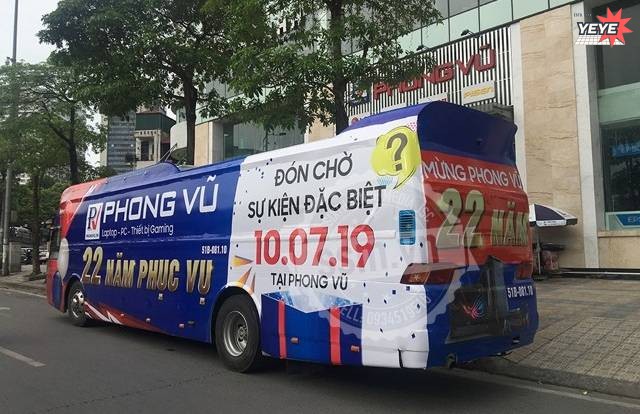 YEYE
PHONG VŨ
PV PHONG VŨ
Laptop - PC - Thiết bị Gaming
51B-081.10
22 NĂM PHỤC VỤ
ĐÓN CHỜ
SỰ KIỆN ĐẶC BIỆT
10.07.19
TẠI PHONG VŨ
?
MỪNG PHONG VŨ
22 NĂM
51B-081.10